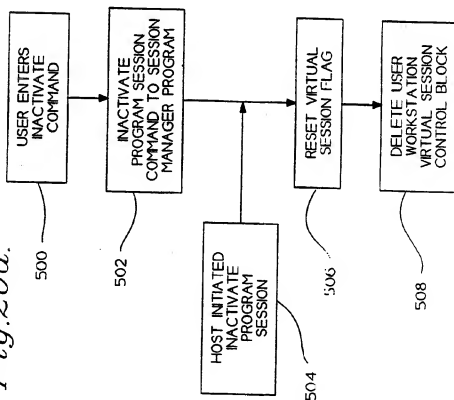 Fig. 20a.
USER ENTERS
INACTIVATE
COMMAND
500
INACTIVATE
PROGRAM SESSION
COMMAND TO SESSION
MANAGER PROGRAM
502
HOST INITIATED
INACTIVATE
PROGRAM
SESSION
504
RESET VIRTUAL
SESSION FLAG
506
DELETE USER
WORKSTATION
VIRTUAL SESSION
CONTROL BLOCK
508